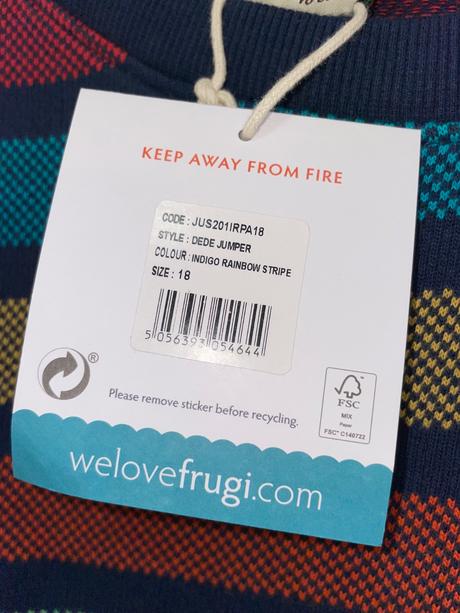 KEEP AWAY FROM FIRE
CODE : JUS201IRPA18
STYLE : DEDE JUMPER
COLOUR : INDIGO RAINBOW STRIPE
SIZE : 18
5 056393 054644
®
Please remove sticker before recycling.
FSC
MIX
Paper
FSC® C140722
welovefrugi.com